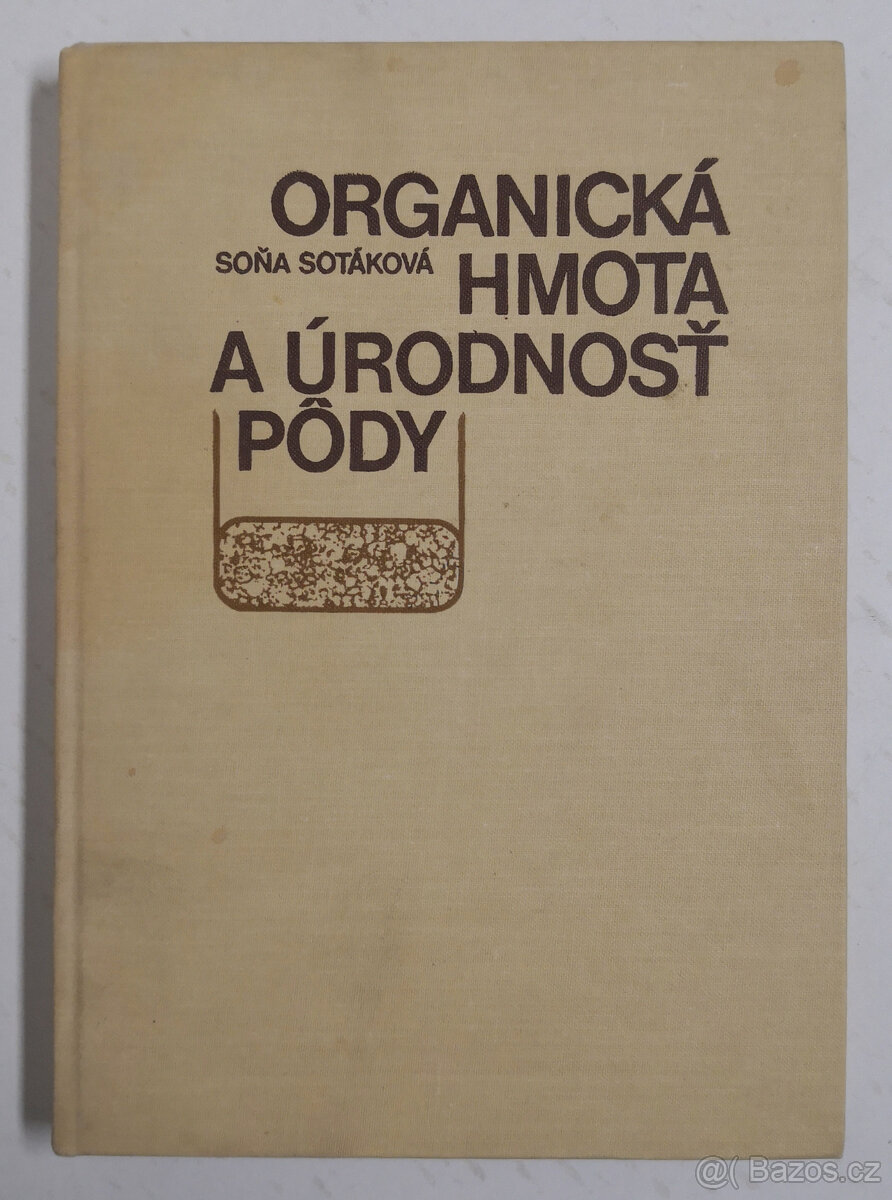 ORGANICKÁ
SOŇA SOTÁKOVÁ HMOTA
A ÚRODNOSŤ
PÔDY
@( Bazos.cz